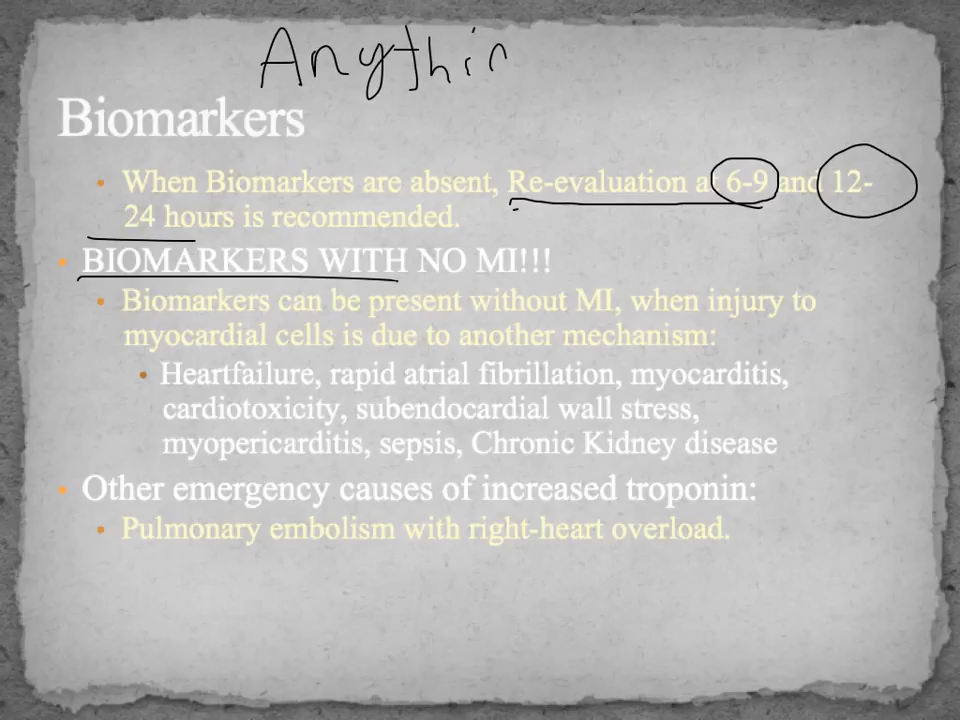 Anythin
Biomarkers
• When Biomarkers are absent, Re-evaluation at 6-9 and 12-
24 hours is recommended.
• BIOMARKERS WITH NO MI!!!
• Biomarkers can be present without MI, when injury to
myocardial cells is due to another mechanism:
• Heartfailure, rapid atrial fibrillation, myocarditis,
cardiotoxicity, subendocardial wall stress,
myopericarditis, sepsis, Chronic Kidney disease
• Other emergency causes of increased troponin:
• Pulmonary embolism with right-heart overload.